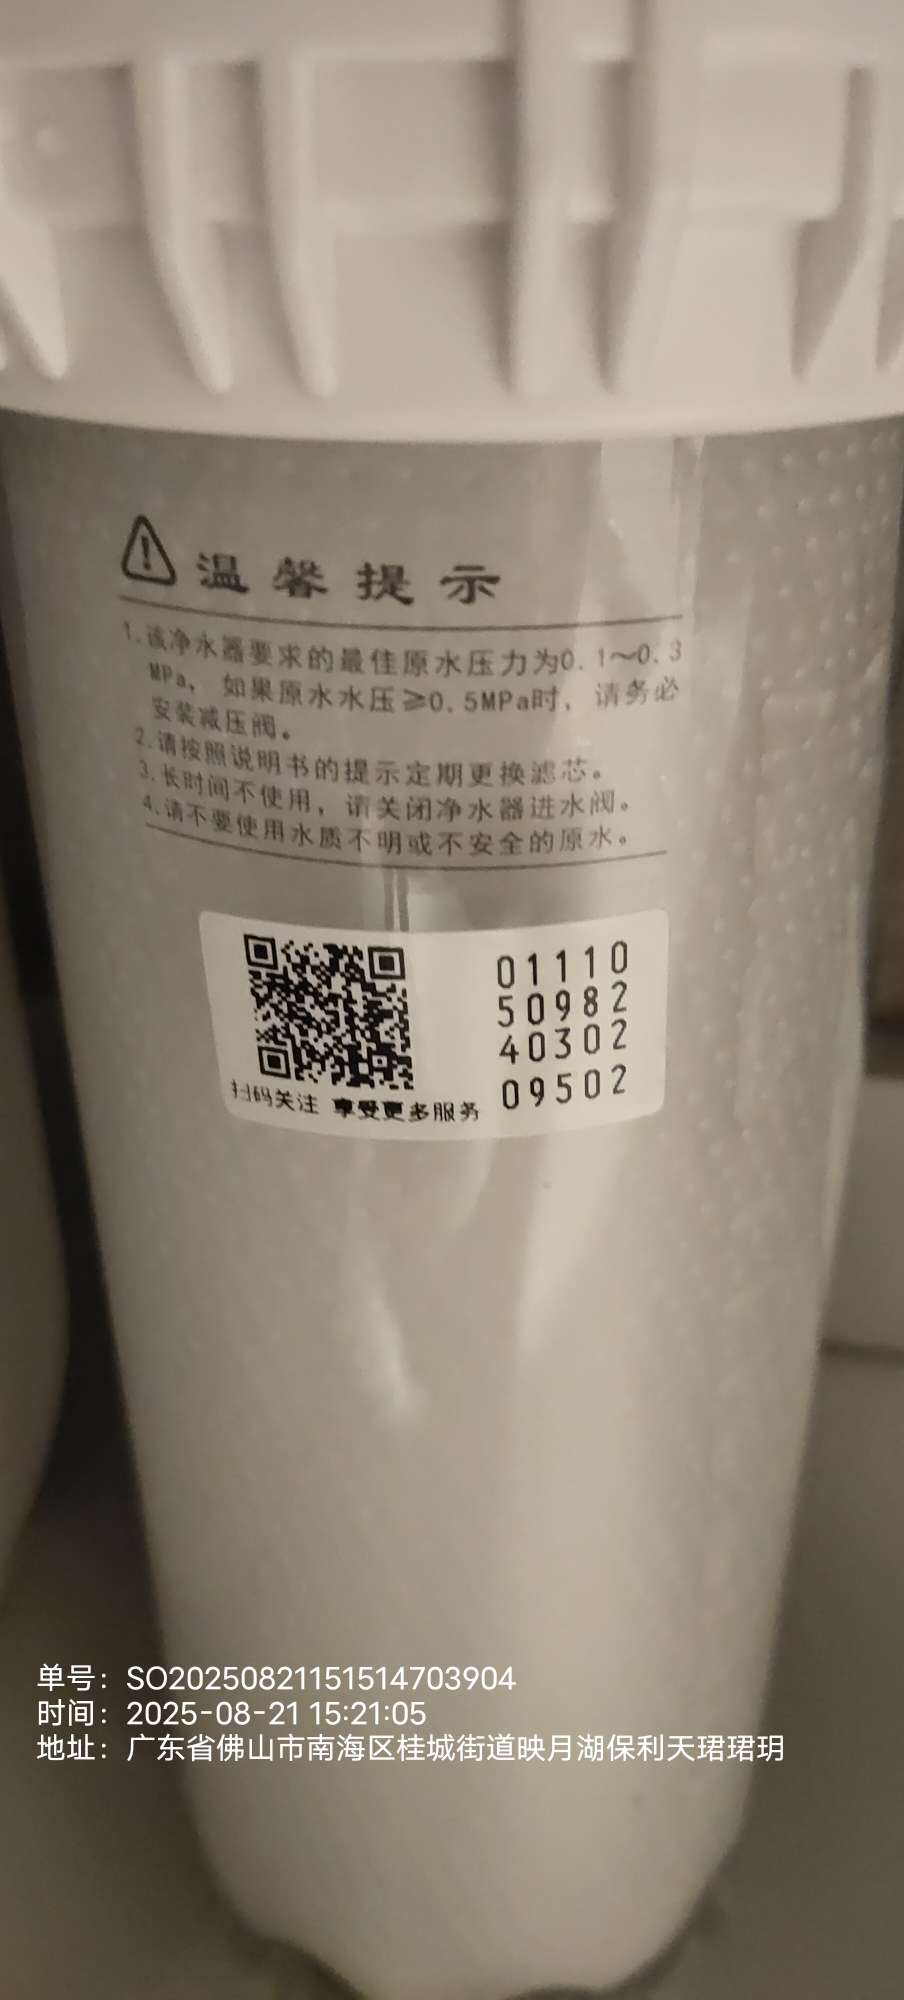 温馨提示
1.该净水器要求的最佳原水压力为0.1~0.3
MPa，如果原水水压≥0.5MPa时，请务必
安装减压阀。
2.请按照说明书的提示定期更换滤芯。
3.长时间不使用，请关闭净水器进水阀。
4.请不要使用水质不明或不安全的原水。
01110
50982
40302
09502
扫码关注 享受更多服务
单号：SO20250821151514703904
时间：2025-08-21 15:21:05
地址：广东省佛山市南海区桂城街道映月湖保利天珺珺玥